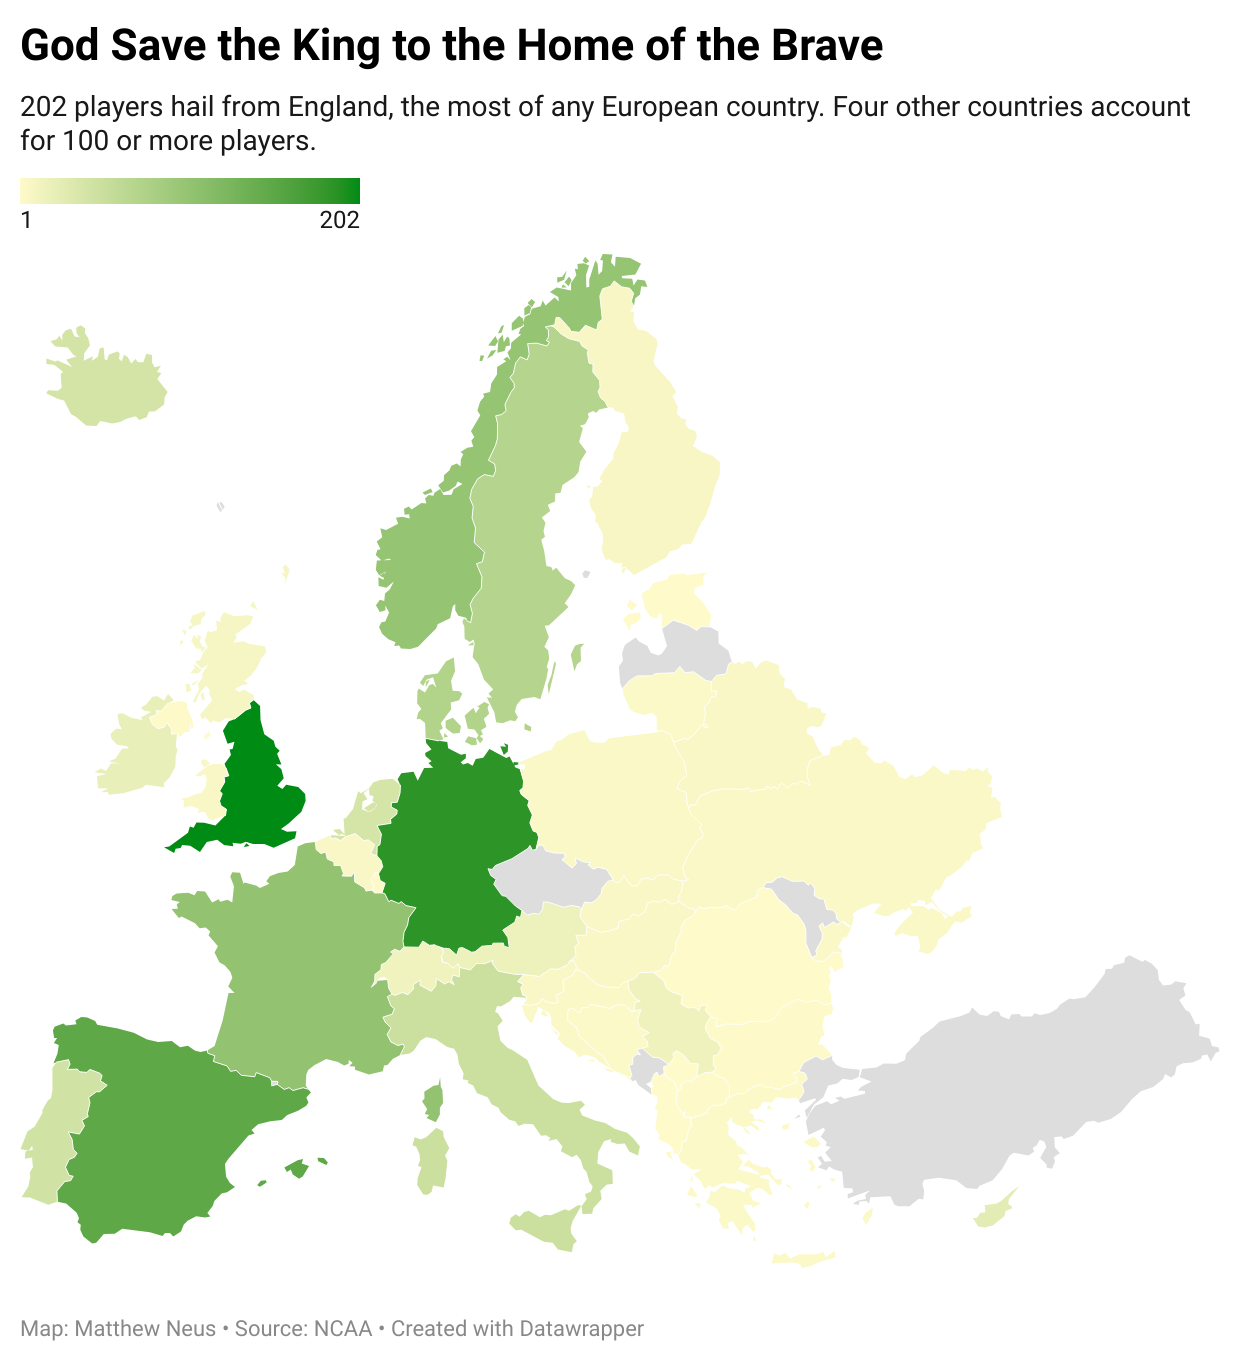 God Save the King to the Home of the Brave
202 players hail from England, the most of any European country. Four other countries account
for 100 or more players.
1 202
Map: Matthew Neus • Source: NCAA • Created with Datawrapper